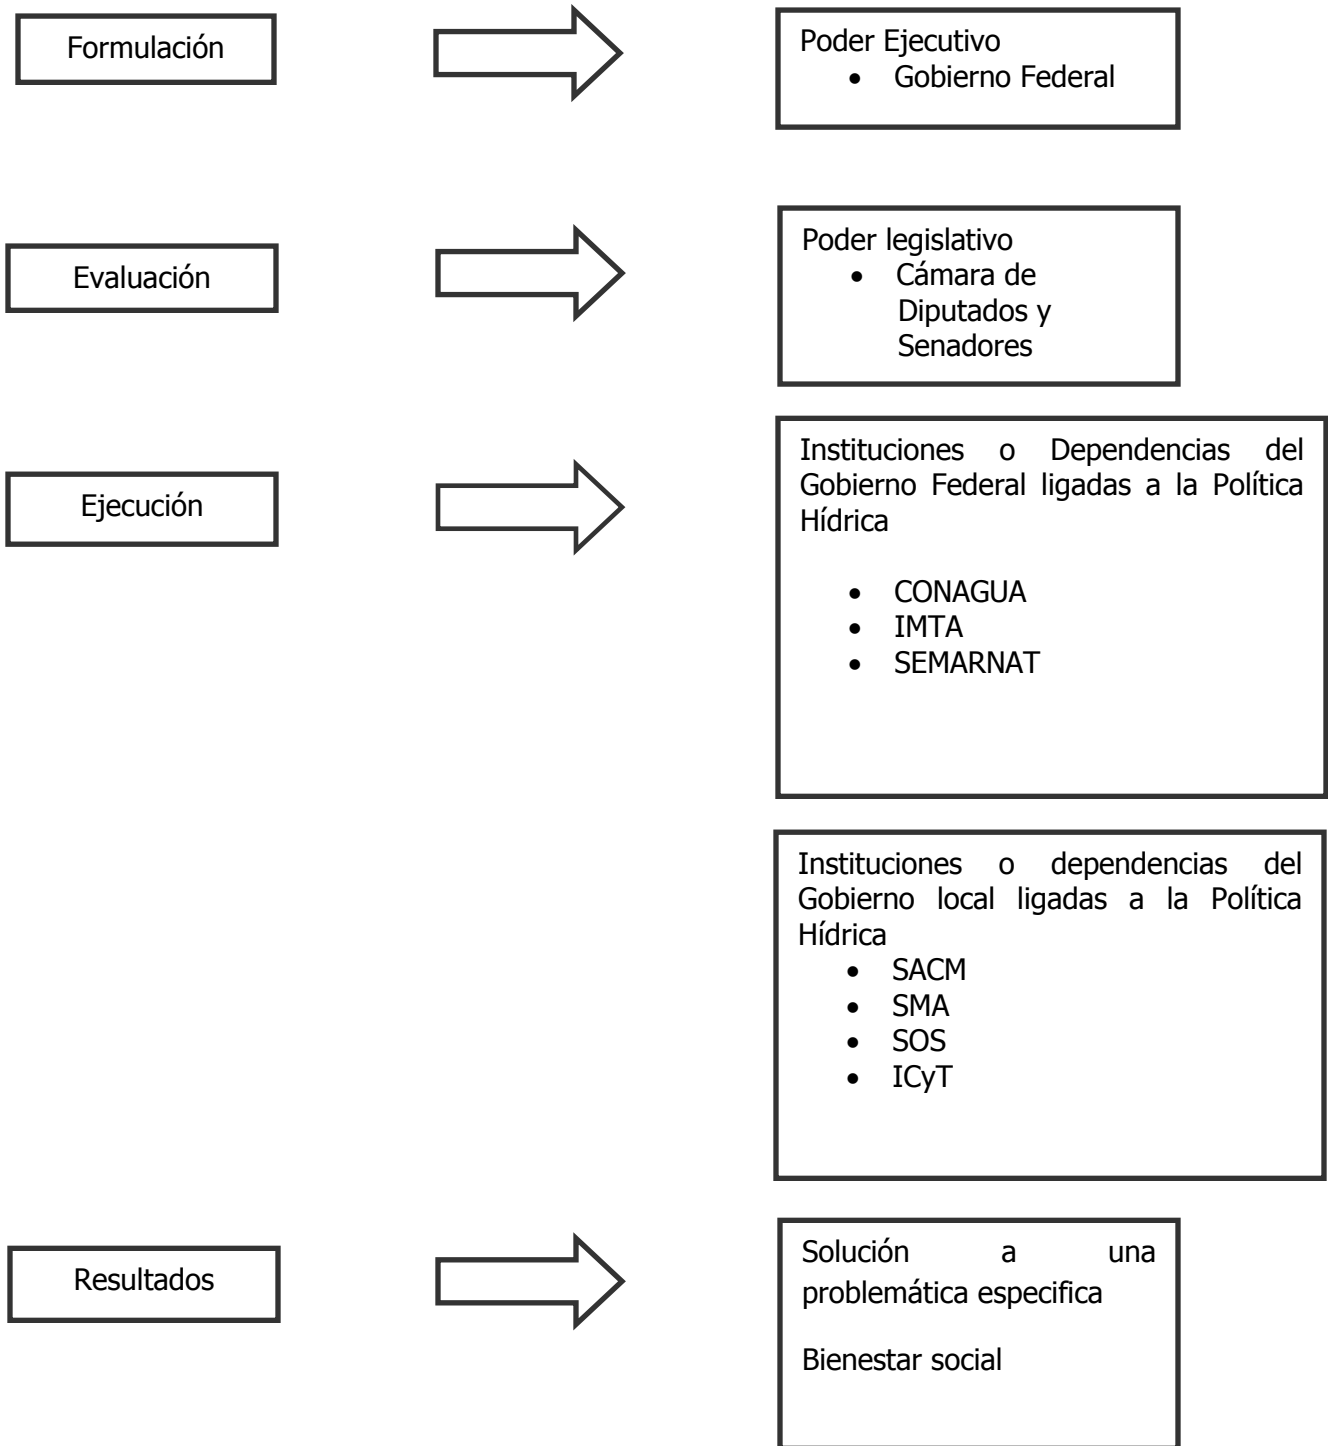 Formulación
Poder Ejecutivo
• Gobierno Federal
Evaluación
Poder legislativo
• Cámara de
Diputados y
Senadores
Ejecución
Instituciones o Dependencias del
Gobierno Federal ligadas a la Política
Hídrica
• CONAGUA
• IMTA
• SEMARNAT
Instituciones o dependencias del
Gobierno local ligadas a la Política
Hídrica
• SACM
• SMA
• SOS
• ICyT
Resultados
Solución a una
problemática especifica
Bienestar social